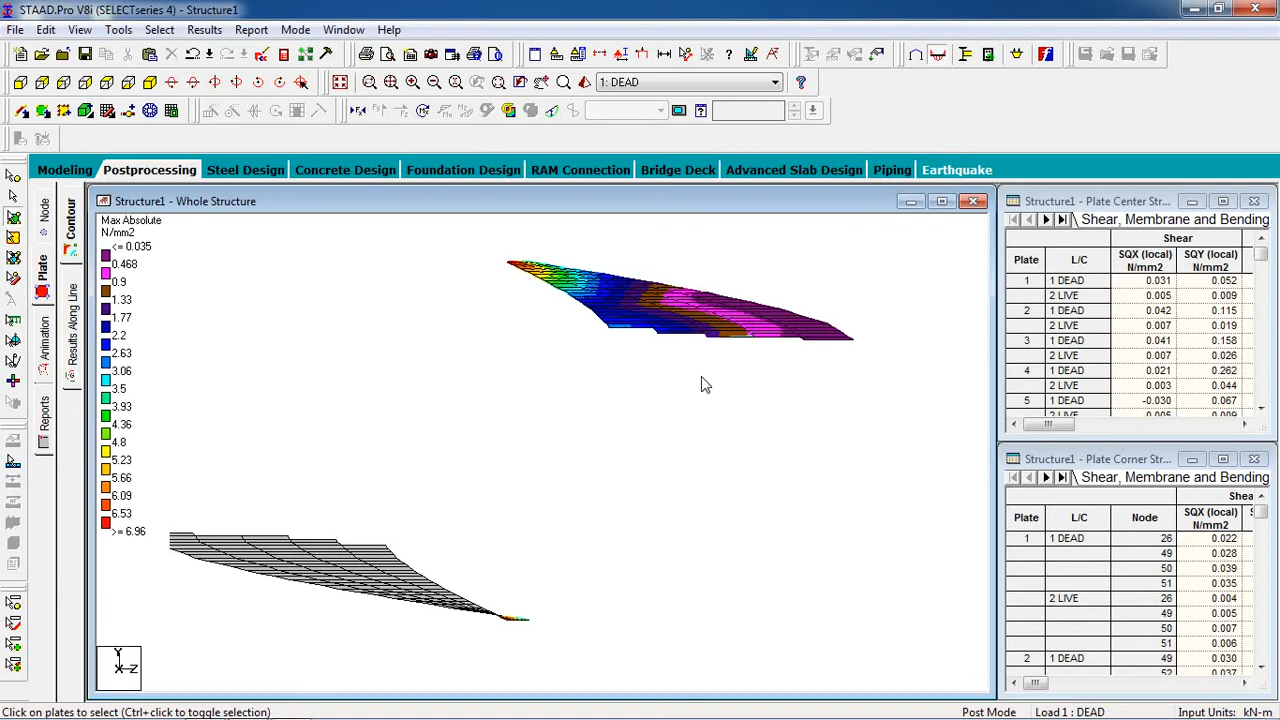 STAAD.Pro V8i (SELECTseries 4) - Structure1
File Edit View Tools Select Results Report Mode Window Help
1: DEAD
Modeling Postprocessing Steel Design Concrete Design Foundation Design RAM Connection Bridge Deck Advanced Slab Design Piping Earthquake
Node
Plate
Animation
Reports
Contour
Results Along Line
Structure1 - Whole Structure
Max Absolute
N/mm2
<= 0.035
0.468
0.9
1.33
1.77
2.2
2.63
3.06
3.5
3.93
4.36
4.8
5.23
5.66
6.09
6.53
>= 6.96
Y
X Z
Structure1 - Plate Center Str...
Shear, Membrane and Bending
Shear
Plate L/C SQX (local) N/mm2 SQY (local) N/mm2
1 1 DEAD 0.031 0.052
2 LIVE 0.005 0.009
2 1 DEAD 0.042 0.115
2 LIVE 0.007 0.019
3 1 DEAD 0.041 0.158
2 LIVE 0.007 0.026
4 1 DEAD 0.021 0.262
2 LIVE 0.003 0.044
5 1 DEAD -0.030 0.067
2 LIVE 0.005 0.009
Structure1 - Plate Corner Str...
Shear, Membrane and Bending
Shea
Plate L/C Node SQX (local) N/mm2
1 1 DEAD 26 0.022
49 0.028
50 0.039
51 0.035
2 LIVE 26 0.004
49 0.005
50 0.007
51 0.006
2 1 DEAD 49 0.030
52 0.037
Click on plates to select (Ctrl+click to toggle selection) Post Mode Load 1 : DEAD Input Units: kN-m